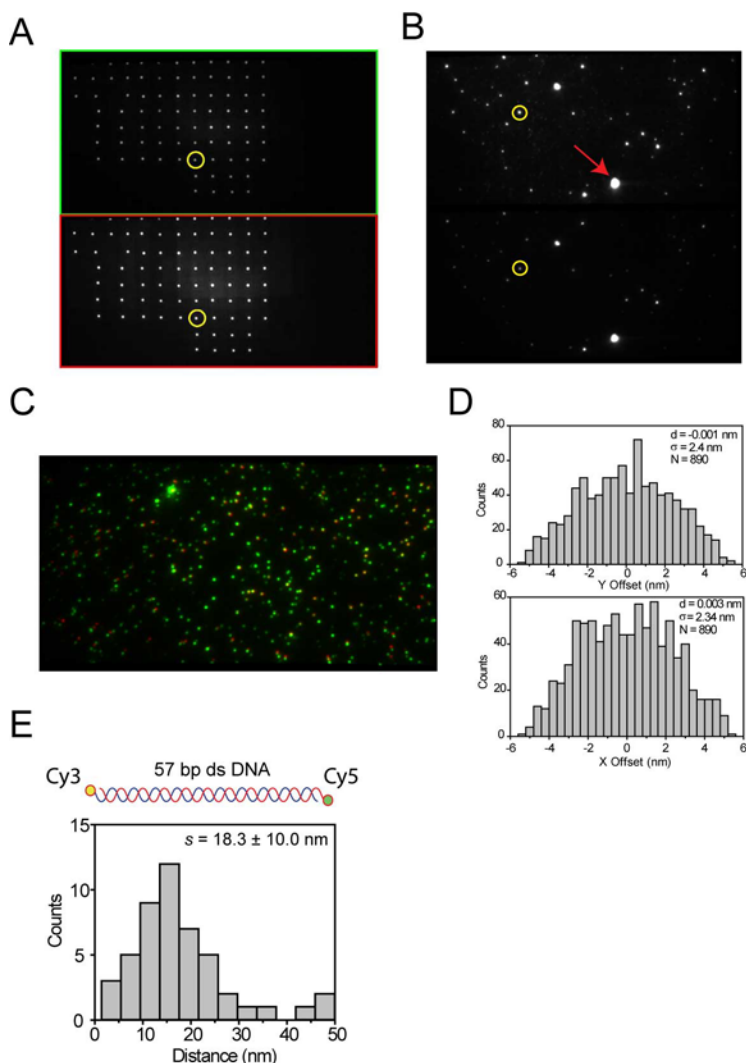 A
B
C
D
80
60
40
20
0
Counts
d = -0.001 nm
σ = 2.4 nm
N = 890
-6 -4 -2 0 2 4 6
Y Offset (nm)
60
40
20
0
Counts
d = 0.003 nm
σ = 2.34 nm
N = 890
-6 -4 -2 0 2 4 6
X Offset (nm)
E
57 bp ds DNA
Cy3
Cy5
15
10
5
0
Counts
s = 18.3 ± 10.0 nm
0 10 20 30 40 50
Distance (nm)